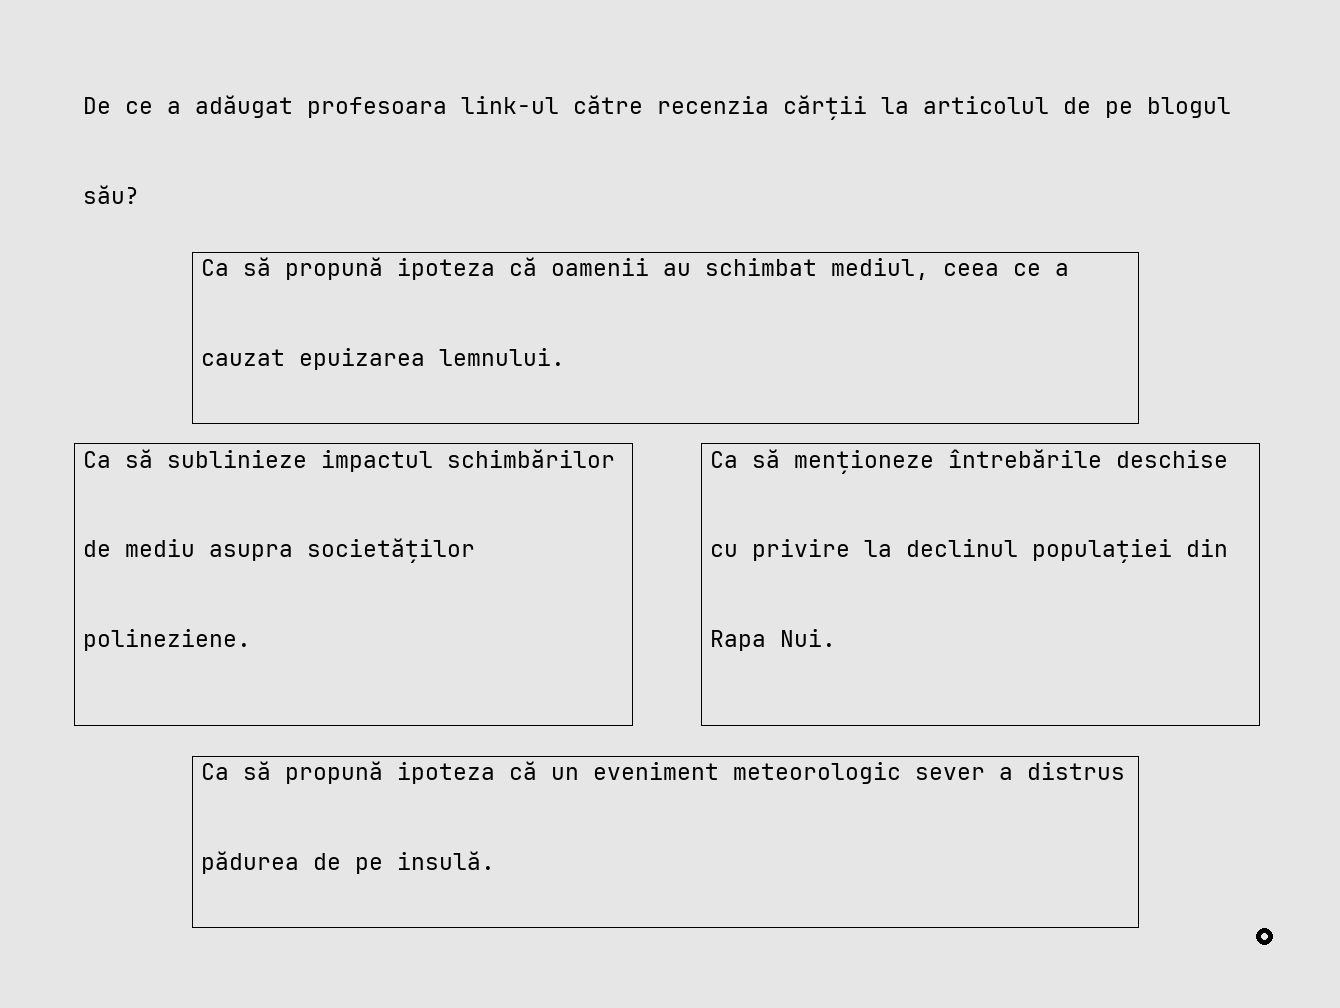 De ce a adăugat profesoara link-ul către recenzia cărții la articolul de pe blogul
său?
Ca să propună ipoteza că oamenii au schimbat mediul, ceea ce a
cauzat epuizarea lemnului.
Ca să sublinieze impactul schimbărilor
de mediu asupra societăților
polineziene.
Ca să menționeze întrebările deschise
cu privire la declinul populației din
Rapa Nui.
Ca să propună ipoteza că un eveniment meteorologic sever a distrus
pădurea de pe insulă.